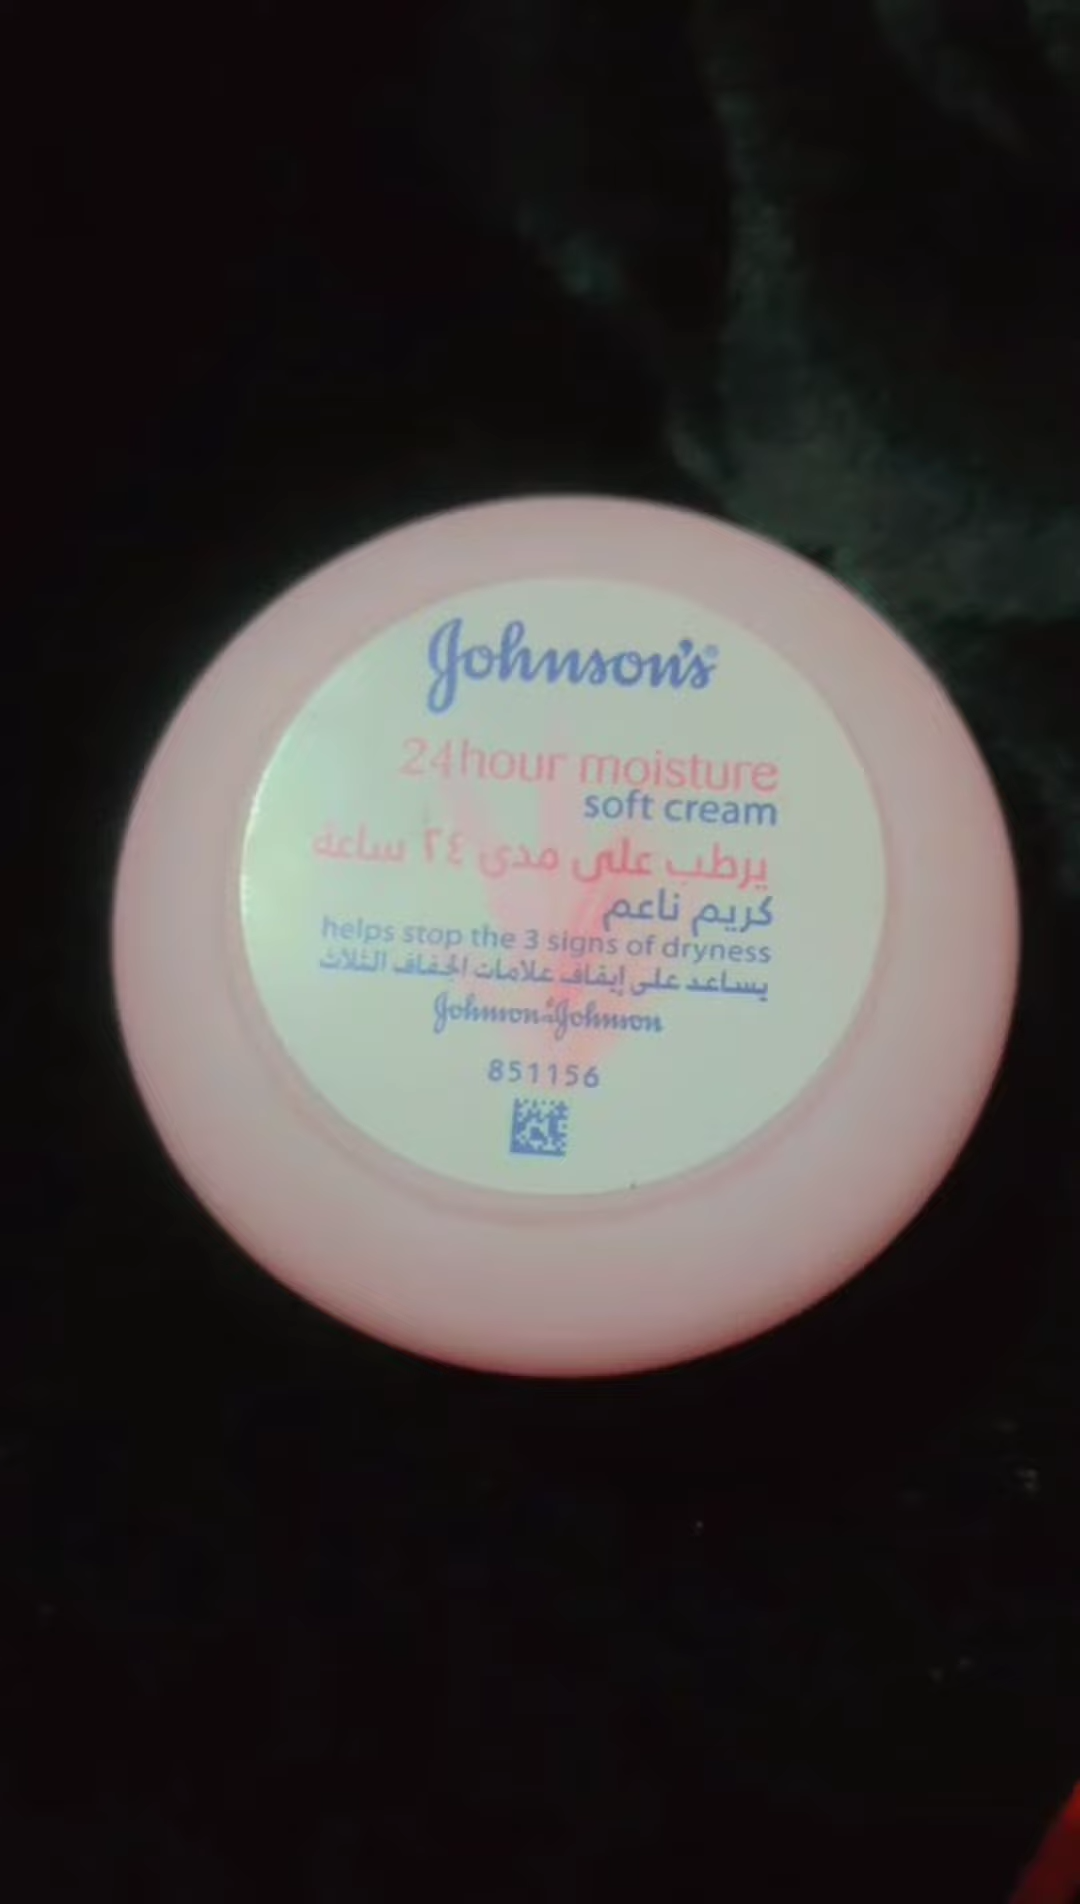 Johnson's®
24hour moisture
soft cream
يرطب على مدى ٢٤ ساعة
كريم ناعم
helps stop the 3 signs of dryness
يساعد على إيقاف علامات الجفاف الثلاث
Johnson & Johnson
851156